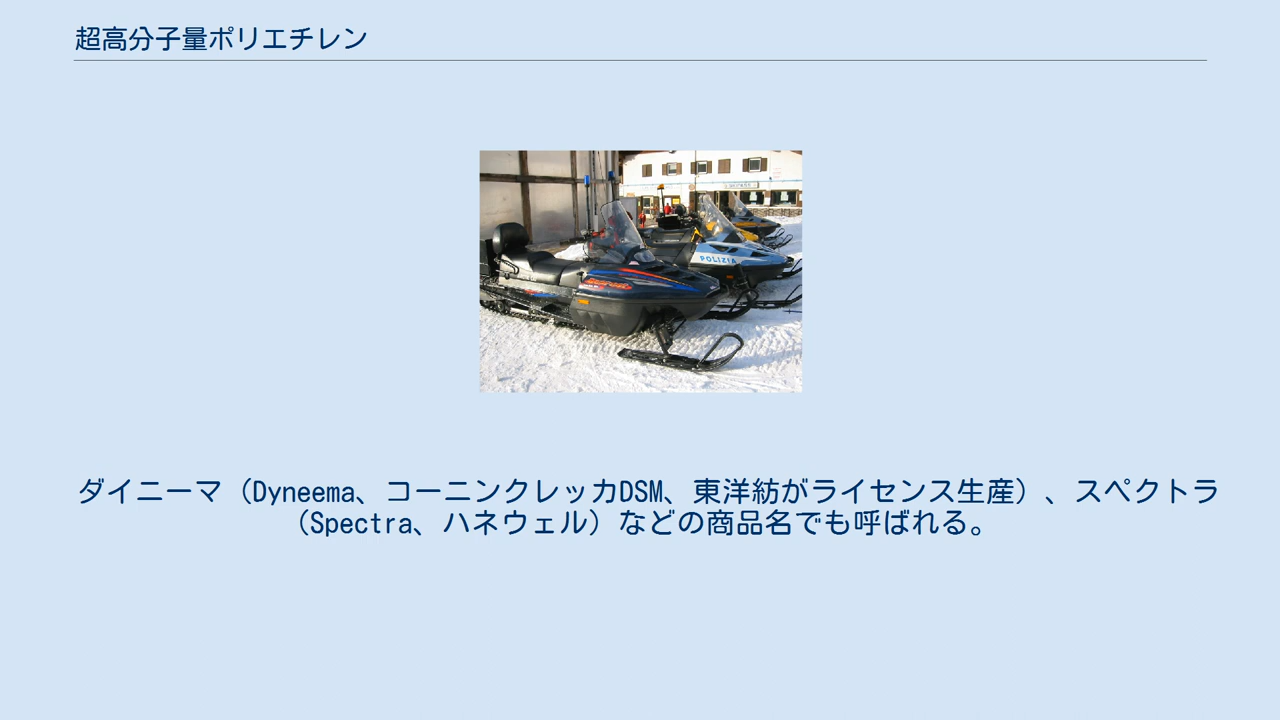 超高分子量ポリエチレン
POLIZIA
ダイニーマ（Dyneema、コーニンクレッカDSM、東洋紡がライセンス生産）、スペクトラ
（Spectra、ハネウェル）などの商品名でも呼ばれる。